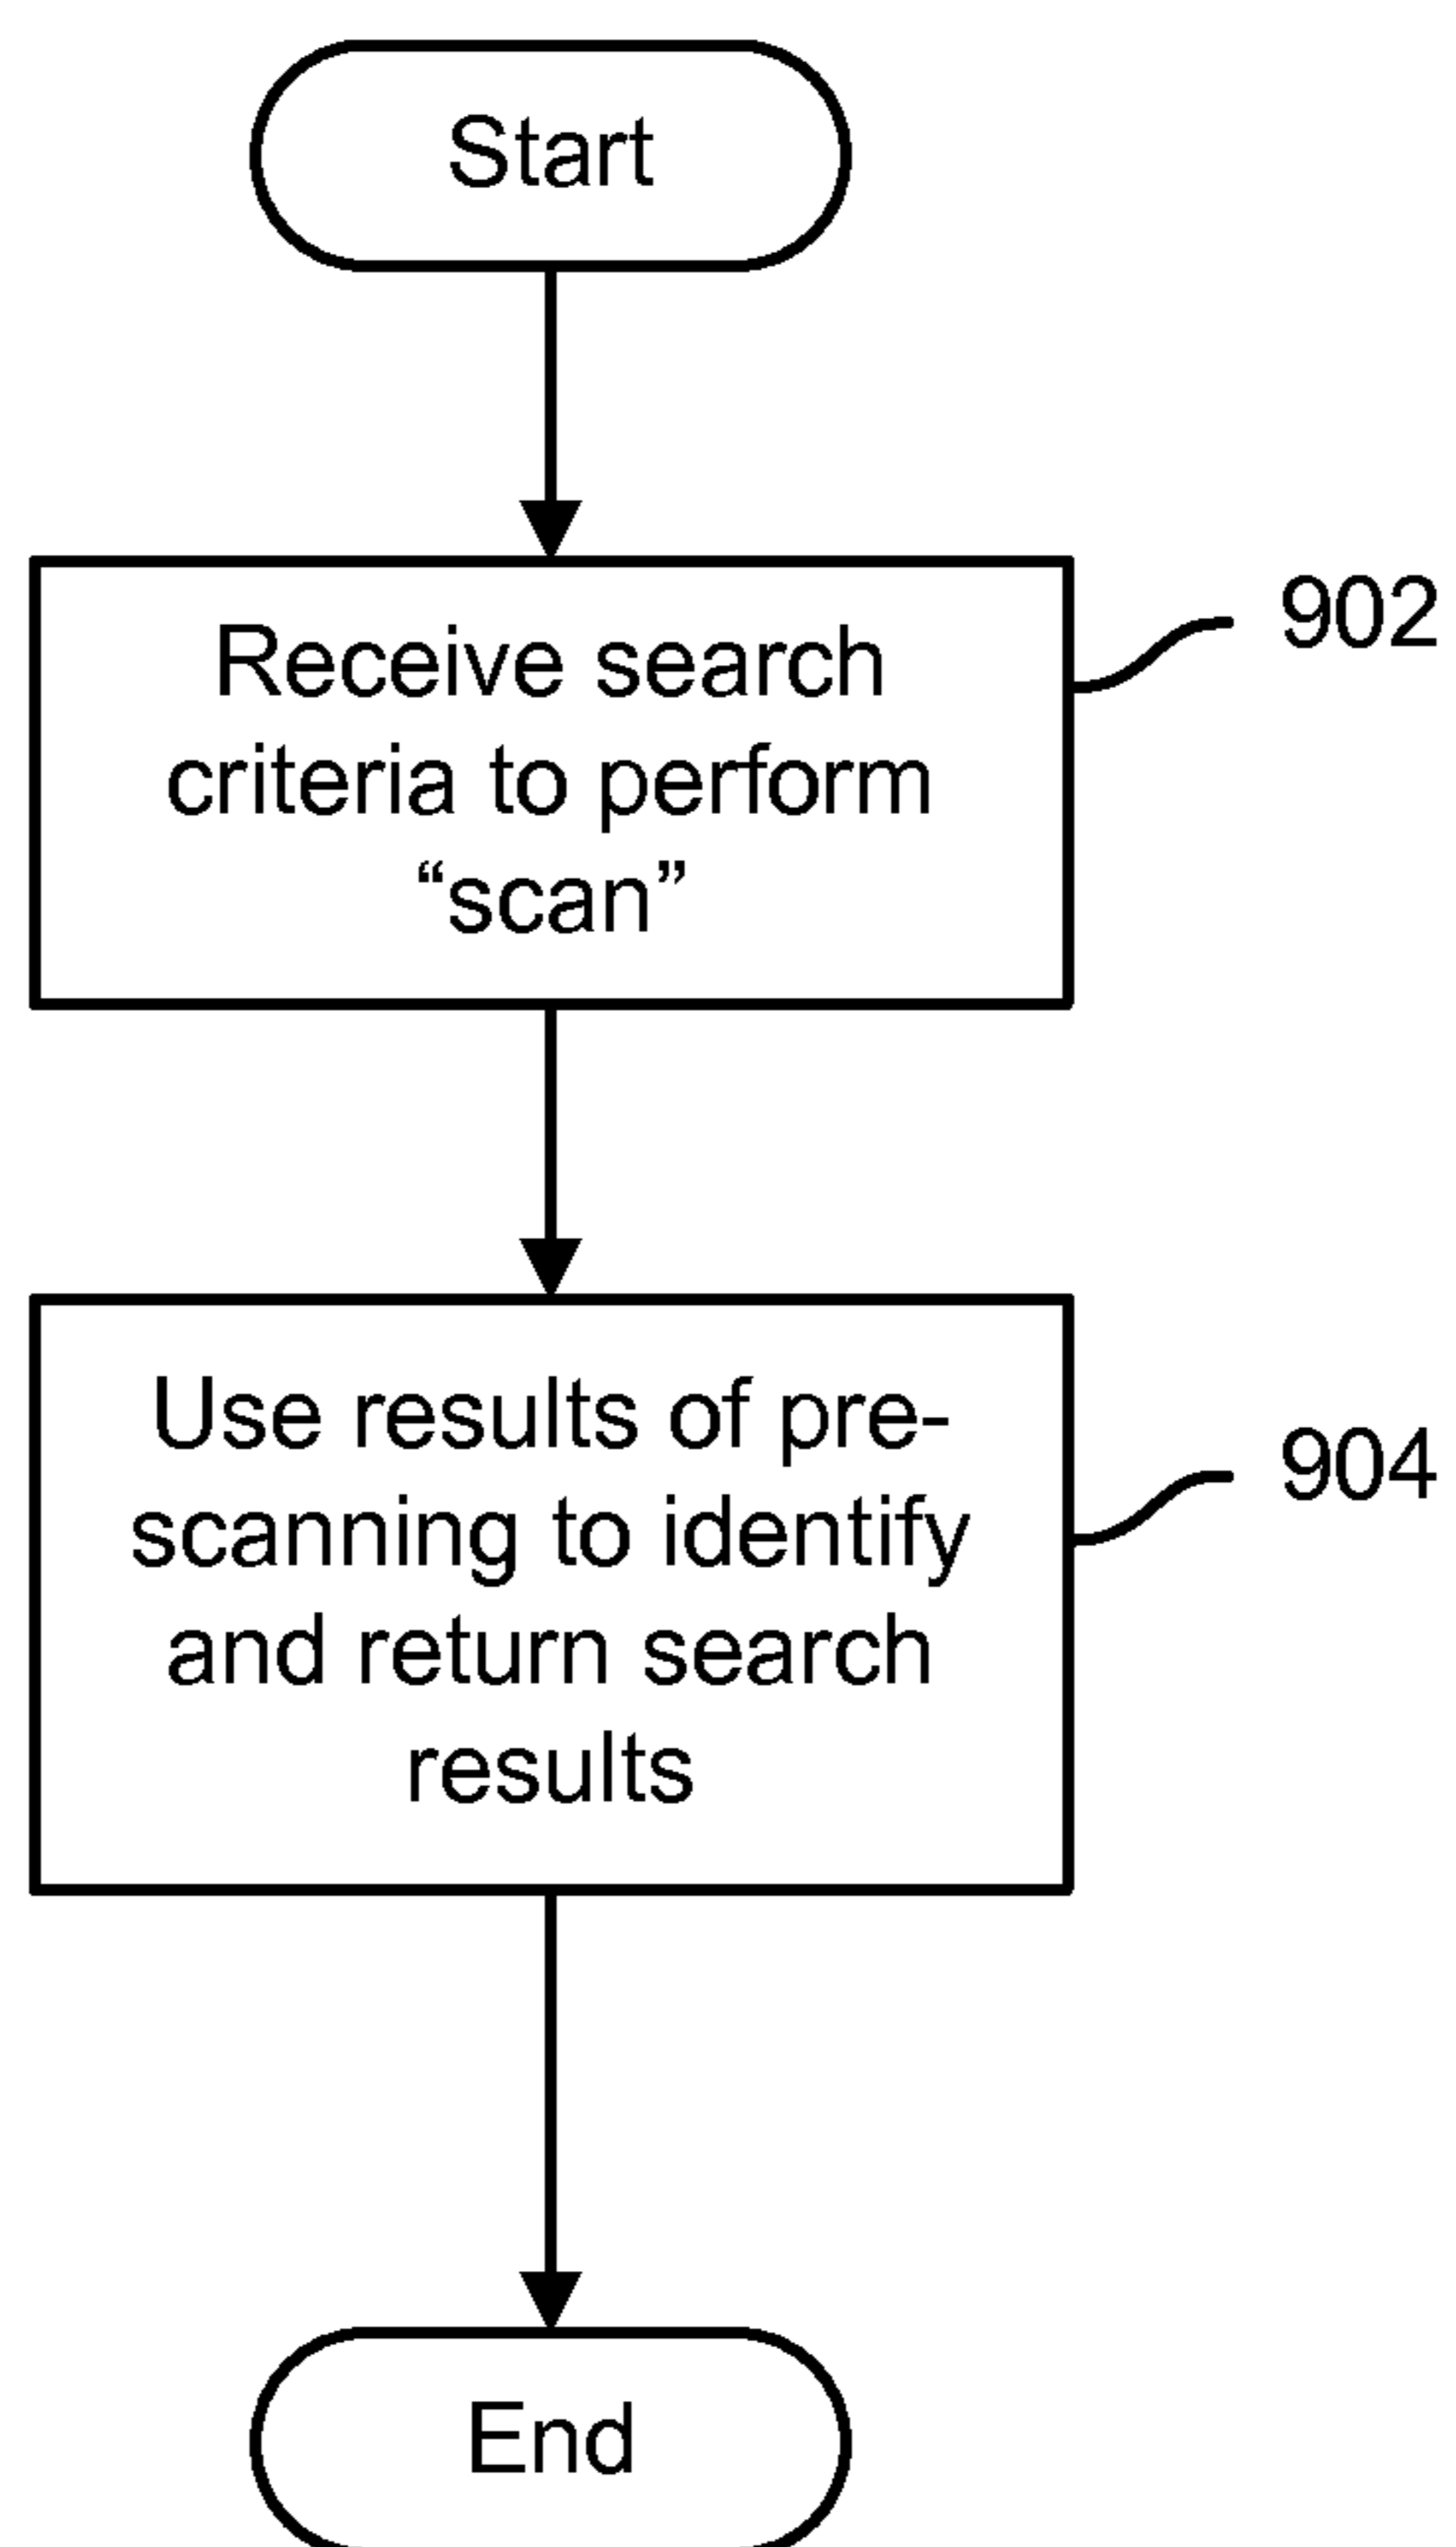 Start
Receive search
902
criteria to perform
“scan”
Use results of pre-
904
scanning to identify
and return search
results
End